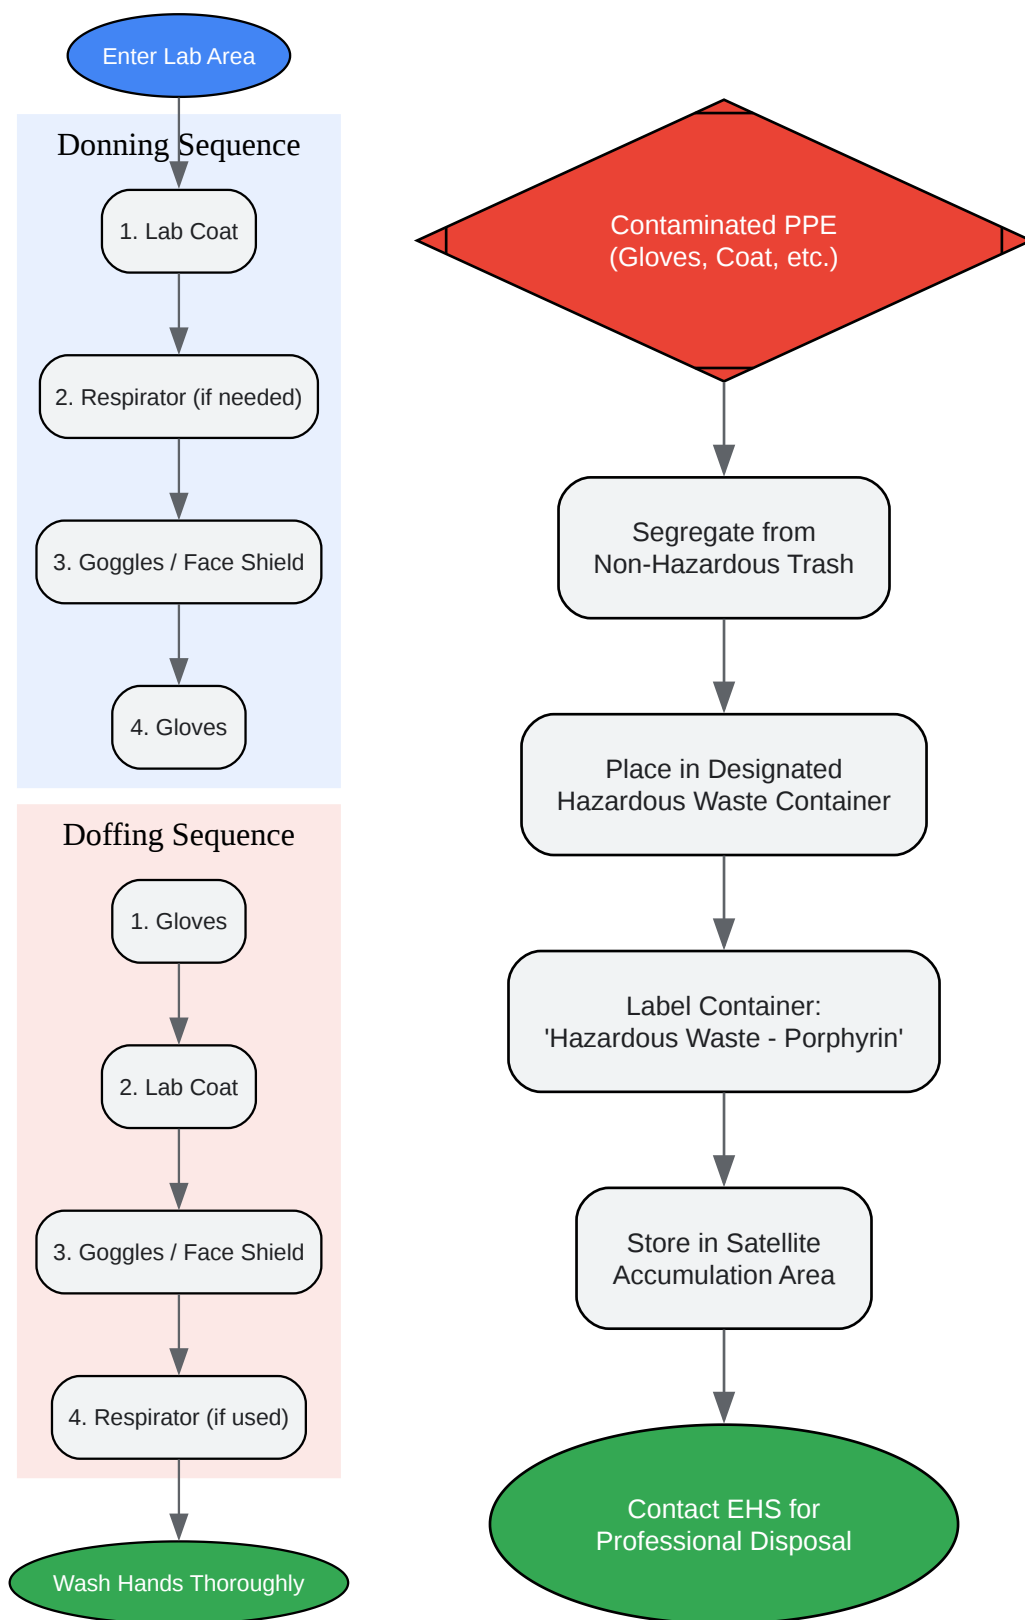 Enter Lab Area
Donning Sequence
1. Lab Coat
2. Respirator (if needed)
3. Goggles / Face Shield
4. Gloves
Doffing Sequence
1. Gloves
2. Lab Coat
3. Goggles / Face Shield
4. Respirator (if used)
Wash Hands Thoroughly
Contaminated PPE
(Gloves, Coat, etc.)
Segregate from
Non-Hazardous Trash
Place in Designated
Hazardous Waste Container
Label Container:
'Hazardous Waste - Porphyrin'
Store in Satellite
Accumulation Area
Contact EHS for
Professional Disposal